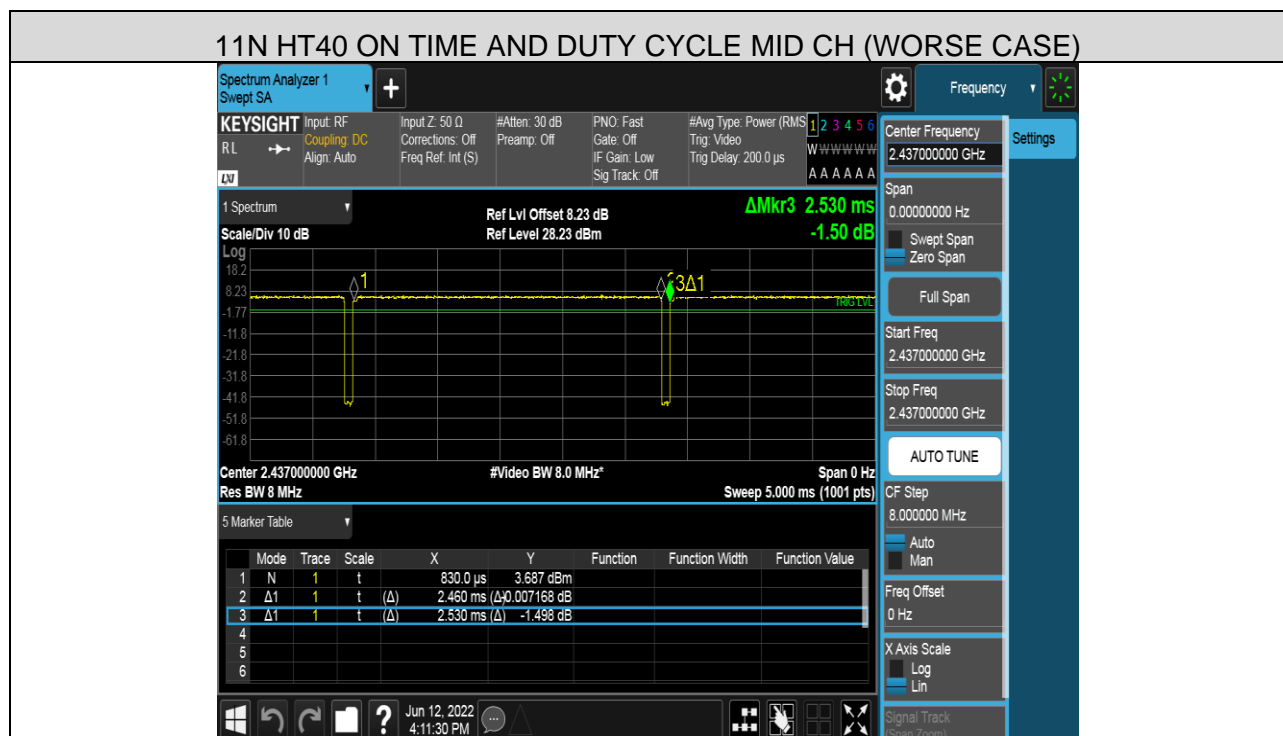 11N HT40 ON TIME AND DUTY CYCLE MID CH (WORSE CASE)
Spectrum Analyzer 1
Swept SA
+
Frequency
KEYSIGHT
RL
LXI
Input: RF
Coupling: DC
Align: Auto
Input Z: 50 Ω
Corrections: Off
Freq Ref: Int (S)
#Atten: 30 dB
Preamp: Off
PNO: Fast
Gate: Off
IF Gain: Low
Sig Track: Off
#Avg Type: Power (RMS
Trig: Video
Trig Delay: 200.0 µs
1 2 3 4 5 6
W W W W W W
A A A A A A
1 Spectrum
Scale/Div 10 dB
Ref Lvl Offset 8.23 dB
Ref Level 28.23 dBm
ΔMkr3 2.530 ms
-1.50 dB
Log
18.2
8.23
-1.77
-11.8
-21.8
-31.8
-41.8
-51.8
-61.8
1
3Δ1
TRIG LVL
Center 2.437000000 GHz
Res BW 8 MHz
#Video BW 8.0 MHz*
Span 0 Hz
Sweep 5.000 ms (1001 pts)
5 Marker Table
Mode Trace Scale X Y Function Function Width Function Value
1 N 1 t 830.0 µs 3.687 dBm
2 Δ1 1 t (Δ) 2.460 ms (Δ) 0.007168 dB
3 Δ1 1 t (Δ) 2.530 ms (Δ) -1.498 dB
4
5
6
?
Jun 12, 2022
4:11:30 PM
Center Frequency
2.437000000 GHz
Span
0.00000000 Hz
Swept Span
Zero Span
Full Span
Start Freq
2.437000000 GHz
Stop Freq
2.437000000 GHz
AUTO TUNE
CF Step
8.000000 MHz
Auto
Man
Freq Offset
0 Hz
X Axis Scale
Log
Lin
Signal Track
(Span Zoom)
Settings